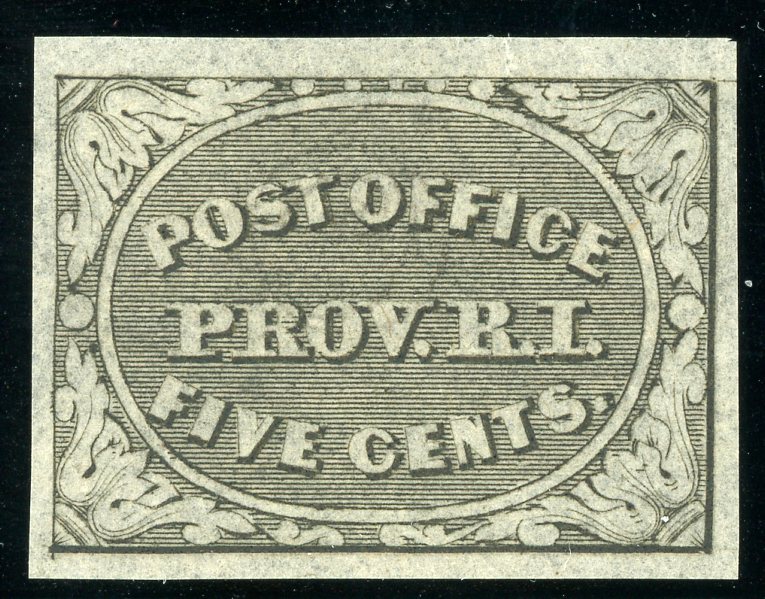 POST OFFICE
PROV. R.I.
FIVE CENTS.